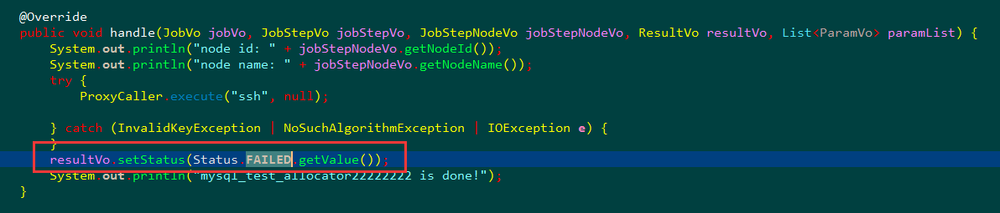 @Override
public void handle(JobVo jobVo, JobStepVo jobStepVo, JobStepNodeVo jobStepNodeVo, ResultVo resultVo, List<ParamVo> paramList) {
System.out.println("node id: " + jobStepNodeVo.getNodeId());
System.out.println("node name: " + jobStepNodeVo.getNodeName());
try {
ProxyCaller.execute("ssh", null);
} catch (InvalidKeyException | NoSuchAlgorithmException | IOException e) {
}
resultVo.setStatus(Status.FAILED.getValue());
System.out.println("mysql_test_allocator22222222 is done!");
}